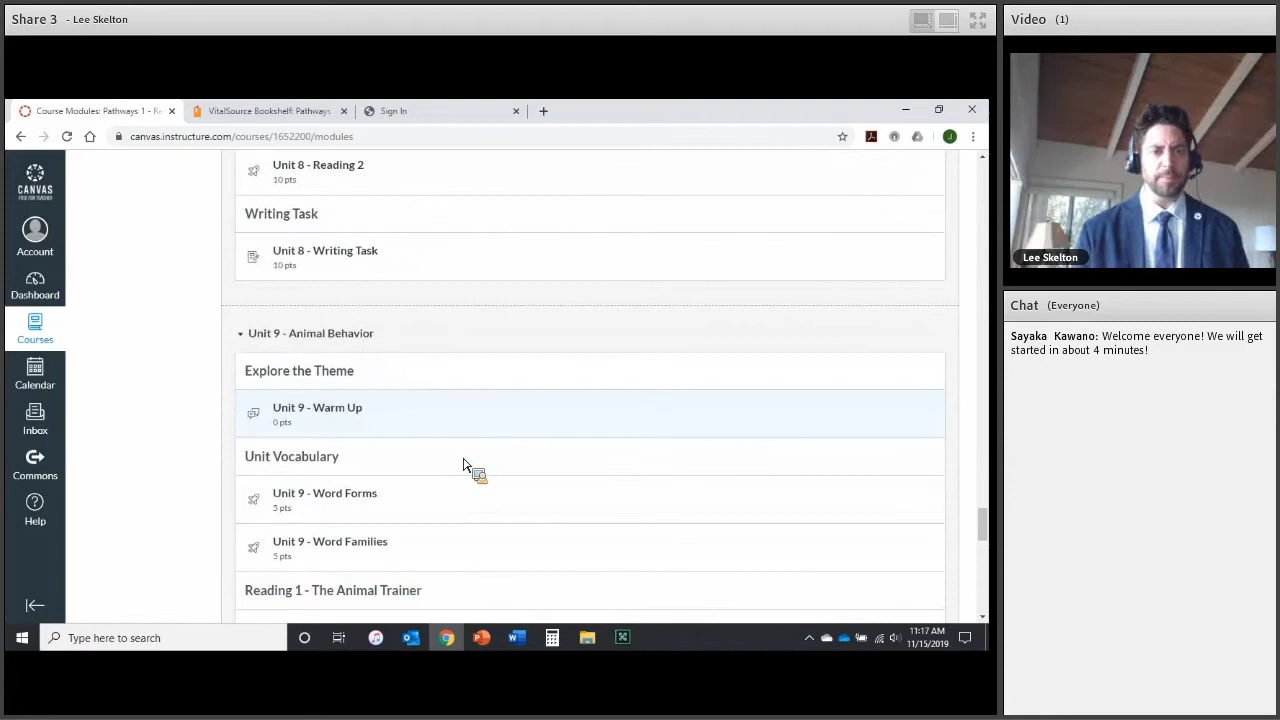 Share 3 - Lee Skelton
Video (1)
Course Modules: Pathways 1 - Re
VitalSource Bookshelf: Pathways
Sign In
canvas.instructure.com/courses/1652200/modules
J
CANVAS
FREE FOR TEACHER
Account
Dashboard
Courses
Calendar
Inbox
Commons
Help
Unit 8 - Reading 2
10 pts
Writing Task
Unit 8 - Writing Task
10 pts
Unit 9 - Animal Behavior
Explore the Theme
Unit 9 - Warm Up
0 pts
Unit Vocabulary
Unit 9 - Word Forms
5 pts
Unit 9 - Word Families
5 pts
Reading 1 - The Animal Trainer
Type here to search
11:17 AM
11/15/2019
Lee Skelton
Chat (Everyone)
Sayaka Kawano: Welcome everyone! We will get
started in about 4 minutes!